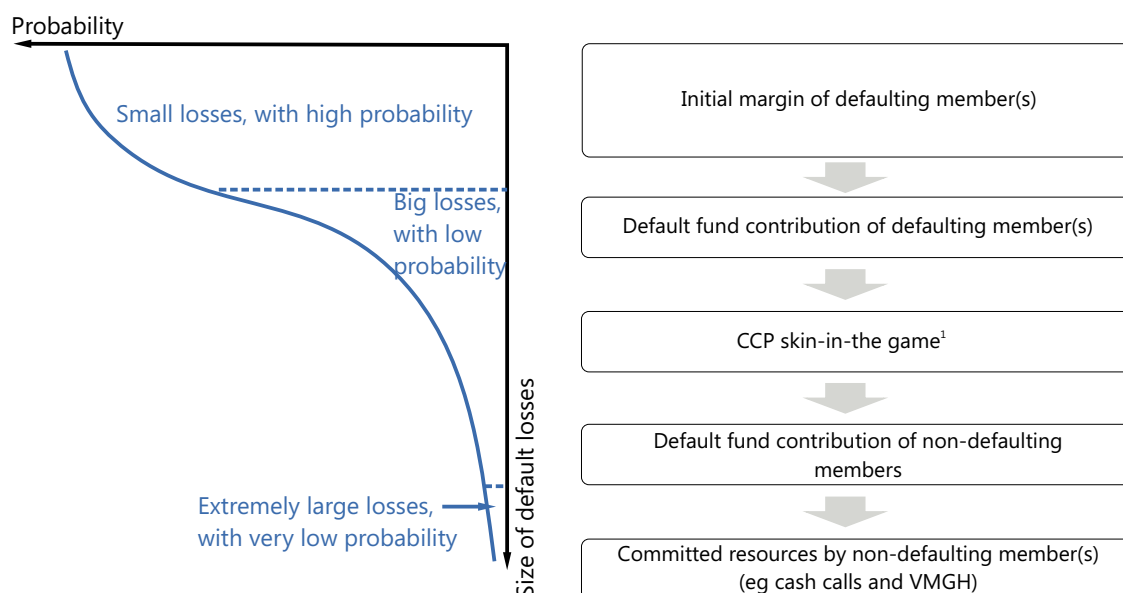 Probability
Small losses, with high probability
Big losses,
with low
probability
Extremely large losses,
with very low probability
Size of default losses
Initial margin of defaulting member(s)
Default fund contribution of defaulting member(s)
CCP skin-in-the game¹
Default fund contribution of non-defaulting
members
Committed resources by non-defaulting member(s)
(eg cash calls and VMGH)